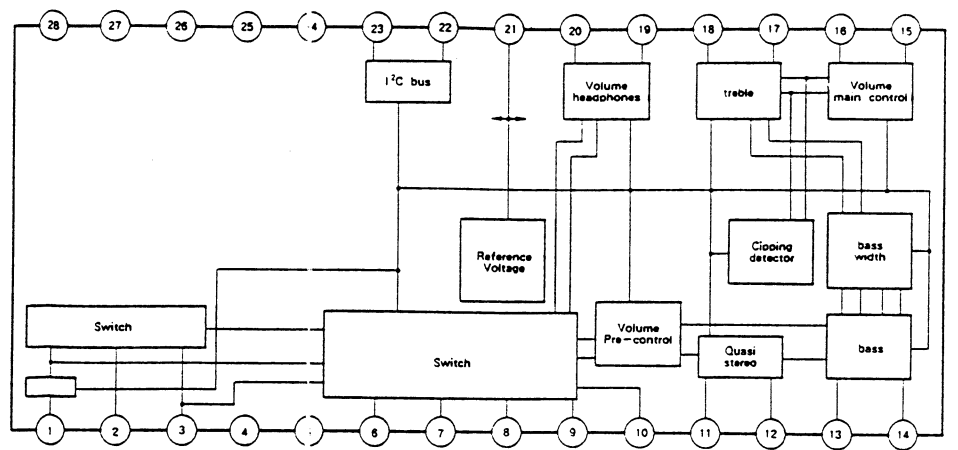 28 27 26 25 4 23 22 21 20 19 18 17 16 15
I²C bus
Volume
headphones
treble
Volume
main control
Reference
Voltage
Cipping
detector
bass
width
Switch
Switch
Volume
Pre-control
Quasi
stereo
bass
1 2 3 4 6 7 8 9 10 11 12 13 14